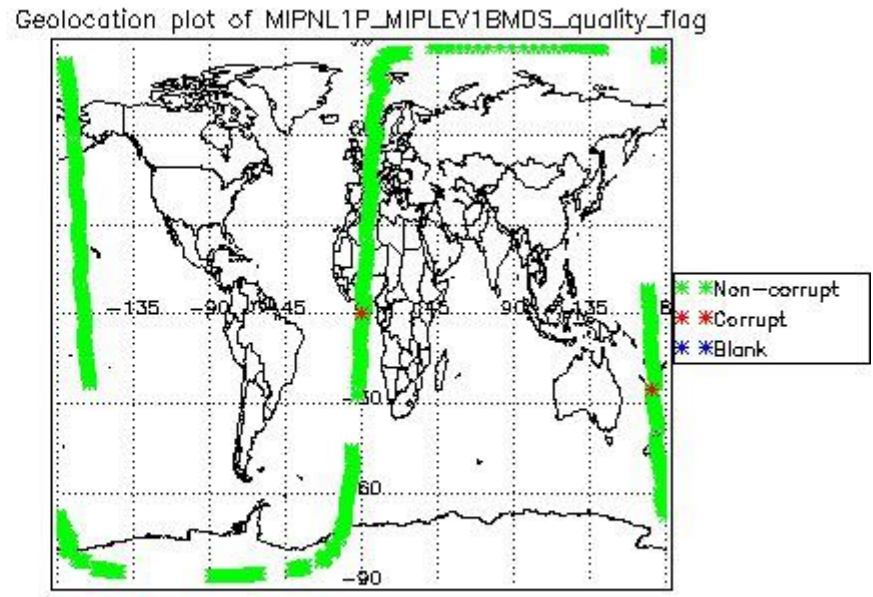 Geolocation plot of MIPNL1P_MIPLEV1BMDS_quality_flag
-135
-90
-45
45
90
135
-30
-60
-90
Non-corrupt
Corrupt
Blank